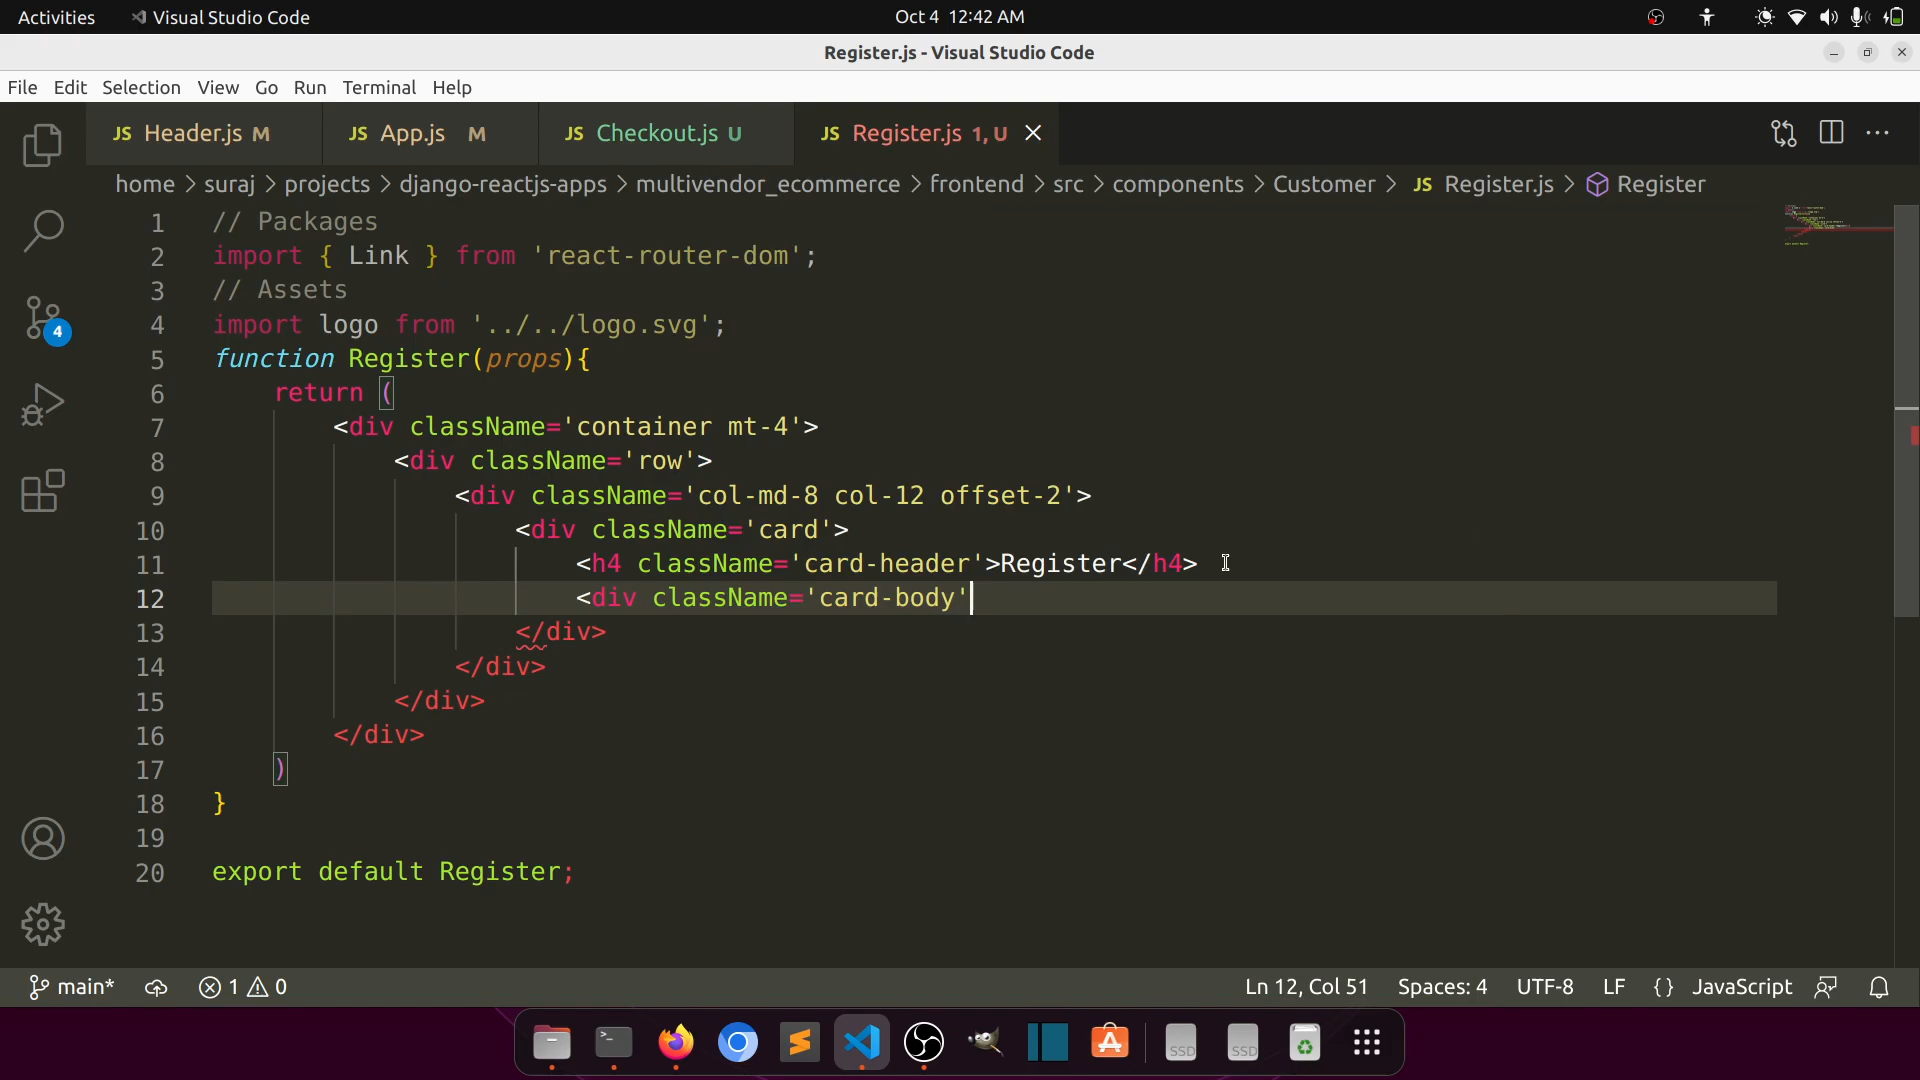 Activities Visual Studio Code Oct 4 12:42 AM
Register.js - Visual Studio Code
File Edit Selection View Go Run Terminal Help
JS Header.js M JS App.js M JS Checkout.js U JS Register.js 1, U
home > suraj > projects > django-reactjs-apps > multivendor_ecommerce > frontend > src > components > Customer > JS Register.js > Register
1 // Packages
2 import { Link } from 'react-router-dom';
3 // Assets
4 import logo from '../../logo.svg';
5 function Register(props){
6 return (
7 <div className='container mt-4'>
8 <div className='row'>
9 <div className='col-md-8 col-12 offset-2'>
10 <div className='card'>
11 <h4 className='card-header'>Register</h4>
12 <div className='card-body'
13 </div>
14 </div>
15 </div>
16 </div>
17 )
18 }
19
20 export default Register;
4
main* 1 0 Ln 12, Col 51 Spaces: 4 UTF-8 LF {} JavaScript
SSD SSD